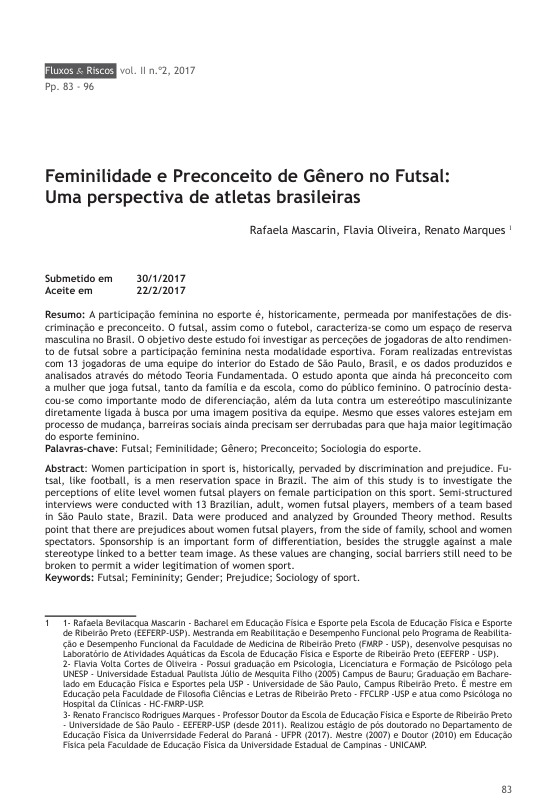 Fluxos & Riscos vol. II n.º2, 2017
Pp. 83 - 96
Feminilidade e Preconceito de Gênero no Futsal:
Uma perspectiva de atletas brasileiras
Rafaela Mascarin, Flavia Oliveira, Renato Marques 1
Submetido em 30/1/2017
Aceite em 22/2/2017
Resumo: A participação feminina no esporte é, historicamente, permeada por manifestações de dis-
criminação e preconceito. O futsal, assim como o futebol, caracteriza-se como um espaço de reserva
masculina no Brasil. O objetivo deste estudo foi investigar as perceções de jogadoras de alto rendimen-
to de futsal sobre a participação feminina nesta modalidade esportiva. Foram realizadas entrevistas
com 13 jogadoras de uma equipe do interior do Estado de São Paulo, Brasil, e os dados produzidos e
analisados através do método Teoria Fundamentada. O estudo aponta que ainda há preconceito com
a mulher que joga futsal, tanto da família e da escola, como do público feminino. O patrocínio desta-
cou-se como importante modo de diferenciação, além da luta contra um estereótipo masculinizante
diretamente ligada à busca por uma imagem positiva da equipe. Mesmo que esses valores estejam em
processo de mudança, barreiras sociais ainda precisam ser derrubadas para que haja maior legitimação
do esporte feminino.
Palavras-chave: Futsal; Feminilidade; Gênero; Preconceito; Sociologia do esporte.
Abstract: Women participation in sport is, historically, pervaded by discrimination and prejudice. Fu-
tsal, like football, is a men reservation space in Brazil. The aim of this study is to investigate the
perceptions of elite level women futsal players on female participation on this sport. Semi-structured
interviews were conducted with 13 Brazilian, adult, women futsal players, members of a team based
in São Paulo state, Brazil. Data were produced and analyzed by Grounded Theory method. Results
point that there are prejudices about women futsal players, from the side of family, school and women
spectators. Sponsorship is an important form of differentiation, besides the struggle against a male
stereotype linked to a better team image. As these values are changing, social barriers still need to be
broken to permit a wider legitimation of women sport.
Keywords: Futsal; Femininity; Gender; Prejudice; Sociology of sport.
1 1- Rafaela Bevilacqua Mascarin - Bacharel em Educação Física e Esporte pela Escola de Educação Física e Esporte
de Ribeirão Preto (EEFERP-USP). Mestranda em Reabilitação e Desempenho Funcional pelo Programa de Reabilita-
ção e Desempenho Funcional da Faculdade de Medicina de Ribeirão Preto (FMRP - USP), desenvolve pesquisas no
Laboratório de Atividades Aquáticas da Escola de Educação Física e Esporte de Ribeirão Preto (EEFERP - USP).
2- Flavia Volta Cortes de Oliveira - Possui graduação em Psicologia, Licenciatura e Formação de Psicólogo pela
UNESP - Universidade Estadual Paulista Júlio de Mesquita Filho (2005) Campus de Bauru; Graduação em Bachare-
lado em Educação Física e Esportes pela USP - Universidade de São Paulo, Campus Ribeirão Preto. É mestre em
Educação pela Faculdade de Filosofia Ciências e Letras de Ribeirão Preto - FFCLRP -USP e atua como Psicóloga no
Hospital da Clínicas - HC-FMRP-USP.
3- Renato Francisco Rodrigues Marques - Professor Doutor da Escola de Educação Física e Esporte de Ribeirão Preto
- Universidade de São Paulo - EEFERP-USP (desde 2011). Realizou estágio de pós doutorado no Departamento de
Educação Física da Univerrsidade Federal do Paraná - UFPR (2017). Mestre (2007) e Doutor (2010) em Educação
Física pela Faculdade de Educação Física da Universidade Estadual de Campinas - UNICAMP.
83